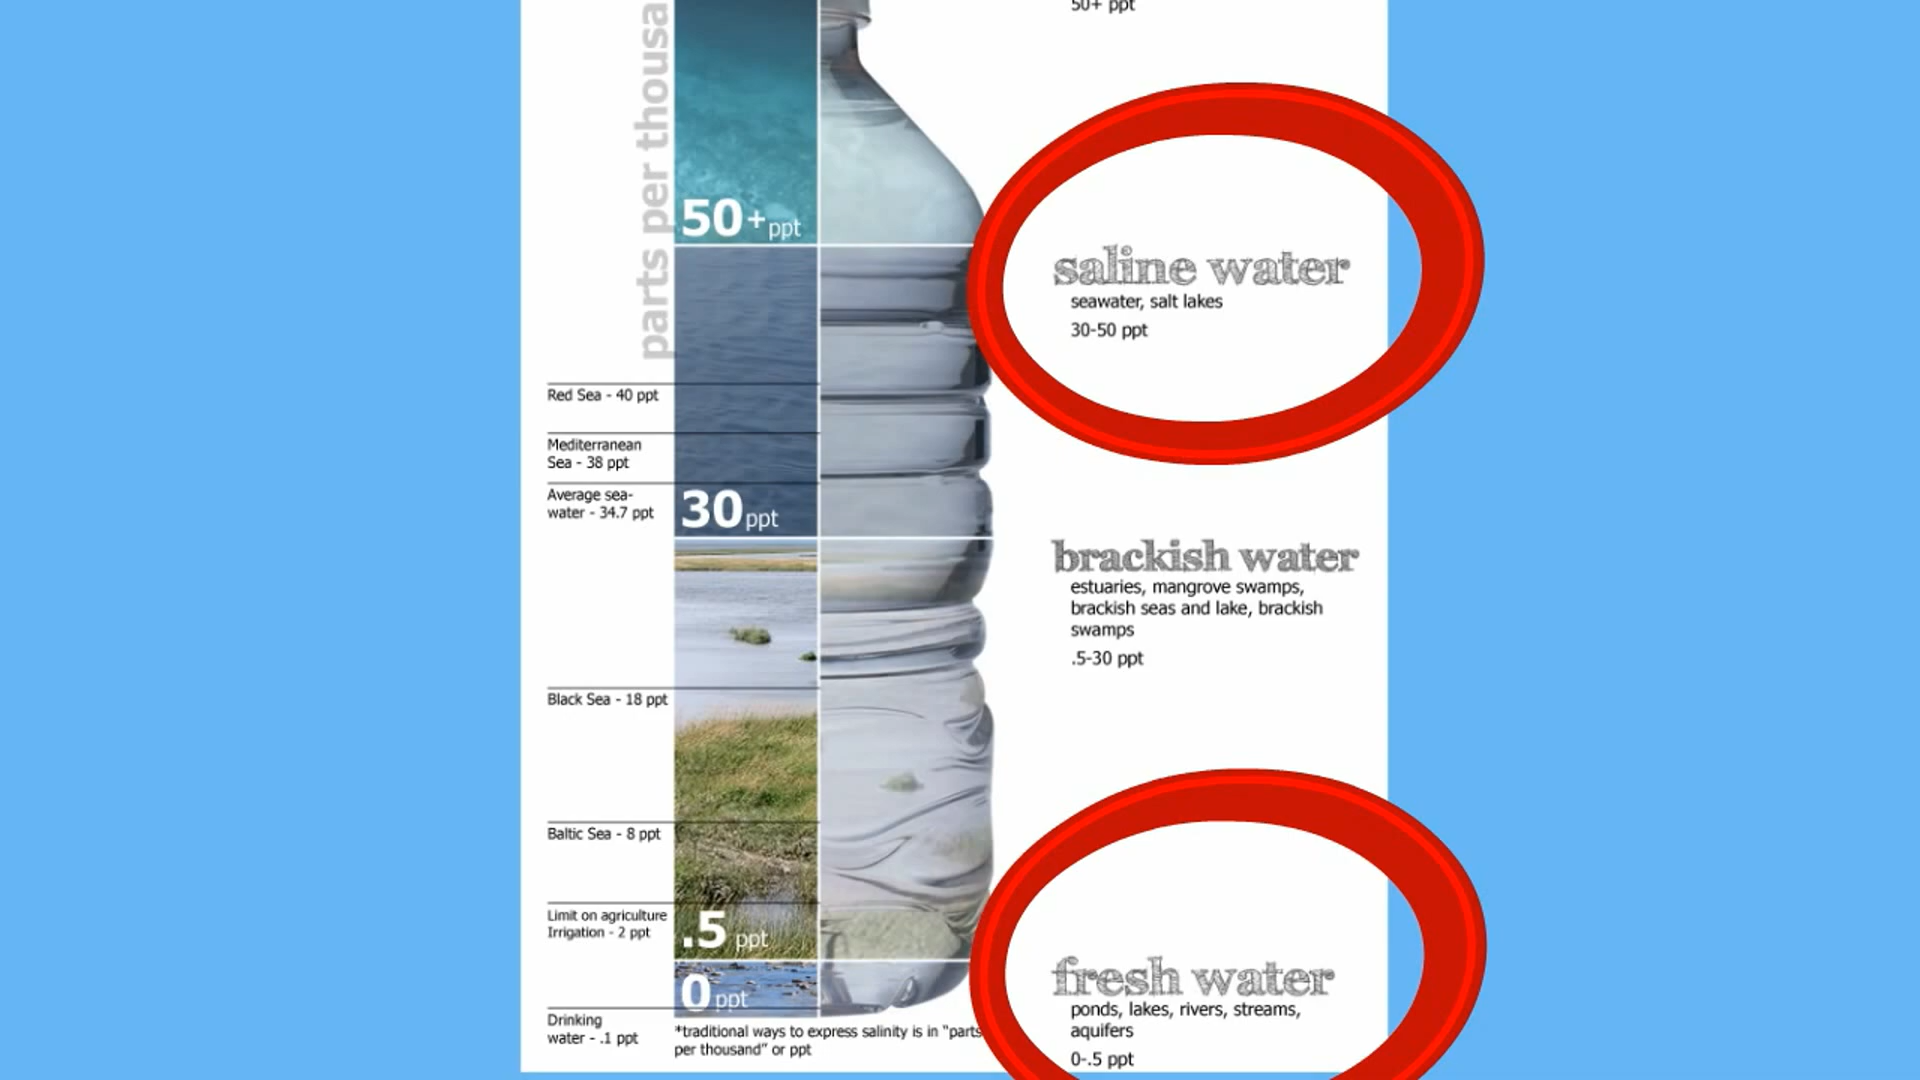 50+ ppt
parts per thousa
50+ ppt
saline water
seawater, salt lakes
30-50 ppt
Red Sea - 40 ppt
Mediterranean
Sea - 38 ppt
Average sea-
water - 34.7 ppt
30 ppt
brackish water
estuaries, mangrove swamps,
brackish seas and lake, brackish
swamps
.5-30 ppt
Black Sea - 18 ppt
Baltic Sea - 8 ppt
Limit on agriculture
Irrigation - 2 ppt
.5 ppt
0 ppt
fresh water
ponds, lakes, rivers, streams,
aquifers
0-.5 ppt
Drinking
water - .1 ppt
*traditional ways to express salinity is in "parts
per thousand" or ppt